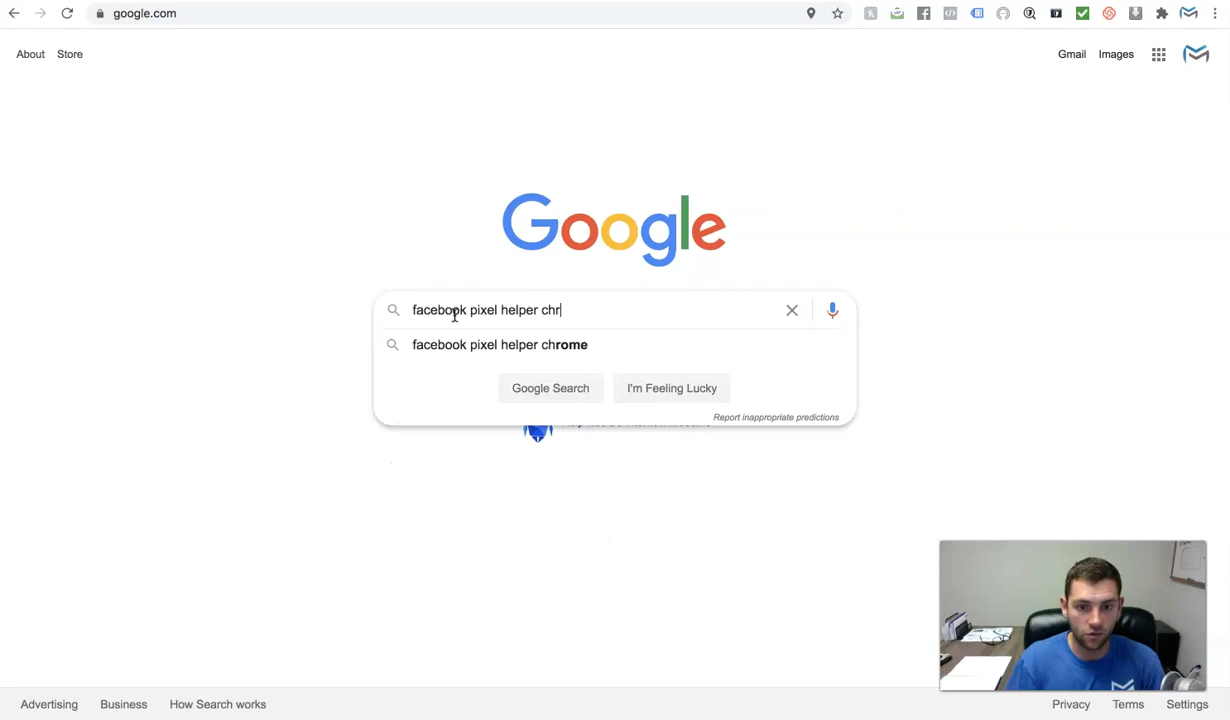 google.com
About Store
Gmail Images
Google
facebook pixel helper chr
facebook pixel helper chrome
Google Search I'm Feeling Lucky
Report inappropriate predictions
Advertising Business How Search works
Privacy Terms Settings